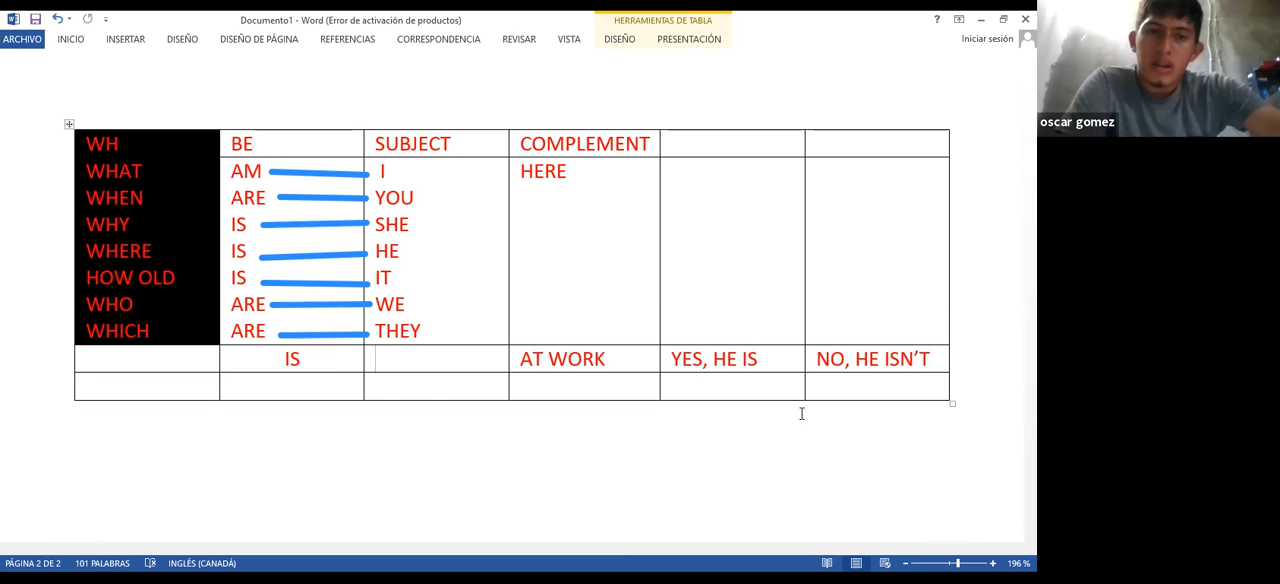 Documento1 - Word (Error de activación de productos)
HERRAMIENTAS DE TABLA
?
ARCHIVO INICIO INSERTAR DISEÑO DISEÑO DE PÁGINA REFERENCIAS CORRESPONDENCIA REVISAR VISTA DISEÑO PRESENTACIÓN Iniciar sesión
oscar gomez
WH BE SUBJECT COMPLEMENT
WHAT AM I HERE
WHEN ARE YOU
WHY IS SHE
WHERE IS HE
HOW OLD IS IT
WHO ARE WE
WHICH ARE THEY
IS AT WORK YES, HE IS NO, HE ISN’T
PÁGINA 2 DE 2 101 PALABRAS INGLÉS (CANADÁ) 196 %